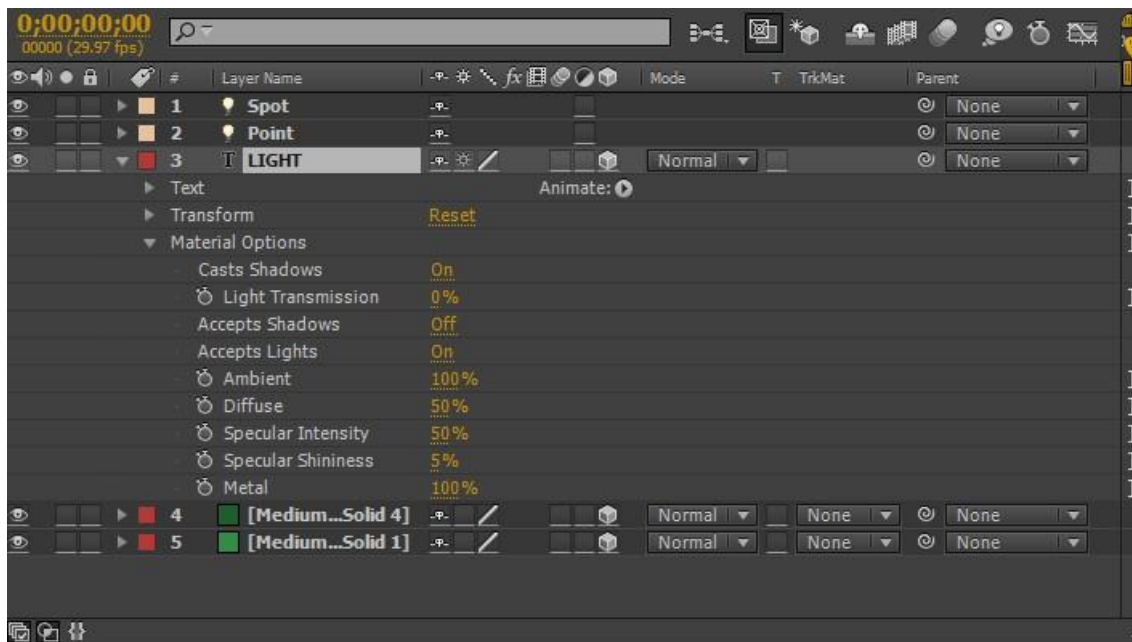 0;00;00;00
00000 (29.97 fps)
# Layer Name fx Mode T TrkMat Parent
1 Spot None
2 Point None
3 T LIGHT Normal None
Text Animate:
Transform Reset
Material Options
Casts Shadows On
Light Transmission 0%
Accepts Shadows Off
Accepts Lights On
Ambient 100%
Diffuse 50%
Specular Intensity 50%
Specular Shininess 5%
Metal 100%
4 [Medium...Solid 4] Normal None None
5 [Medium...Solid 1] Normal None None